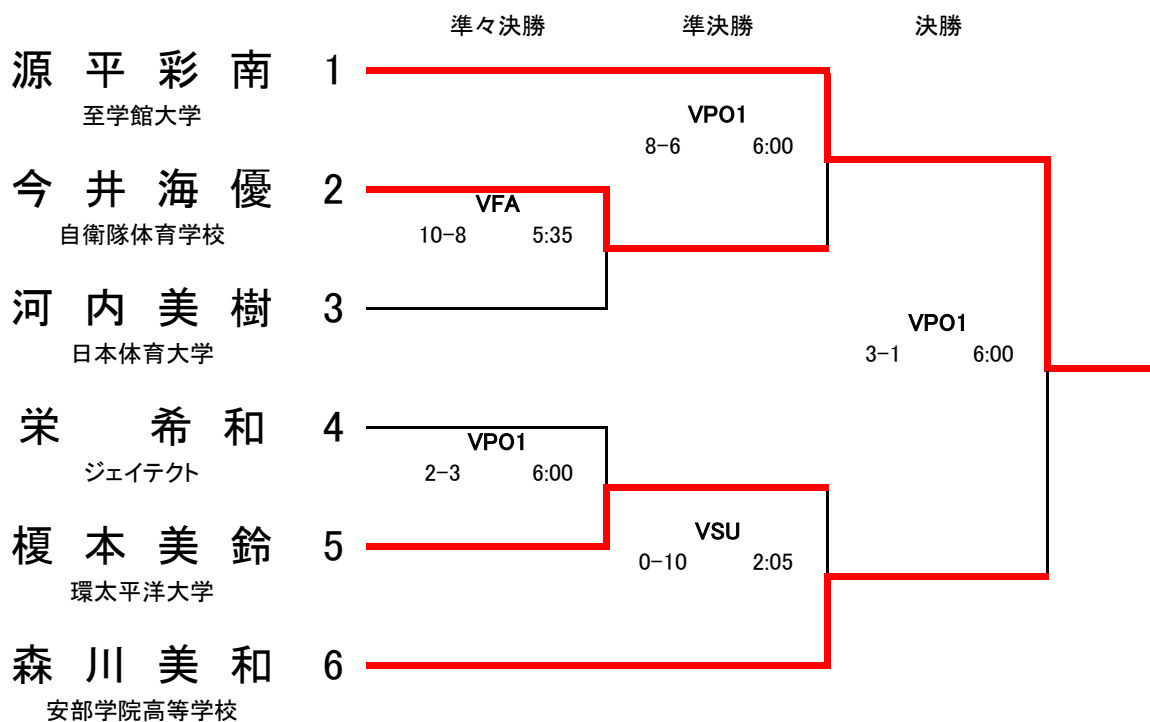 準々決勝 準決勝 決勝
源平彩南 1
至学館大学
VPO1
8-6 6:00
今井海優 2
自衛隊体育学校
VFA
10-8 5:35
河内美樹 3
日本体育大学
VPO1
3-1 6:00
栄 希和 4
ジェイテクト
VPO1
2-3 6:00
榎本美鈴 5
環太平洋大学
VSU
0-10 2:05
森川美和 6
安部学院高等学校